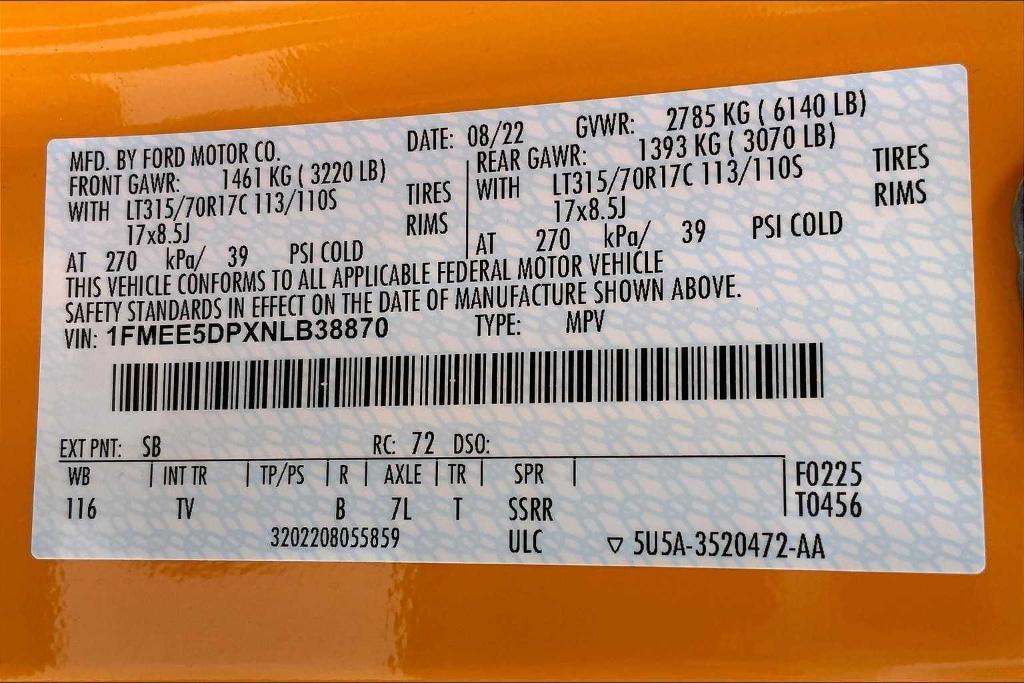 MFD. BY FORD MOTOR CO. DATE: 08/22 GVWR: 2785 KG ( 6140 LB)
FRONT GAWR: 1461 KG ( 3220 LB) REAR GAWR: 1393 KG ( 3070 LB)
WITH LT315/70R17C 113/110S TIRES WITH LT315/70R17C 113/110S TIRES
17x8.5J RIMS 17x8.5J RIMS
AT 270 kPa/ 39 PSI COLD AT 270 kPa/ 39 PSI COLD
THIS VEHICLE CONFORMS TO ALL APPLICABLE FEDERAL MOTOR VEHICLE
SAFETY STANDARDS IN EFFECT ON THE DATE OF MANUFACTURE SHOWN ABOVE.
VIN: 1FMEE5DPXNLB38870 TYPE: MPV
EXT PNT: SB RC: 72 DSO:
WB INT TR TP/PS R AXLE TR SPR F0225
116 TV B 7L T SSRR T0456
3202208055859 ULC ▽ 5U5A-3520472-AA